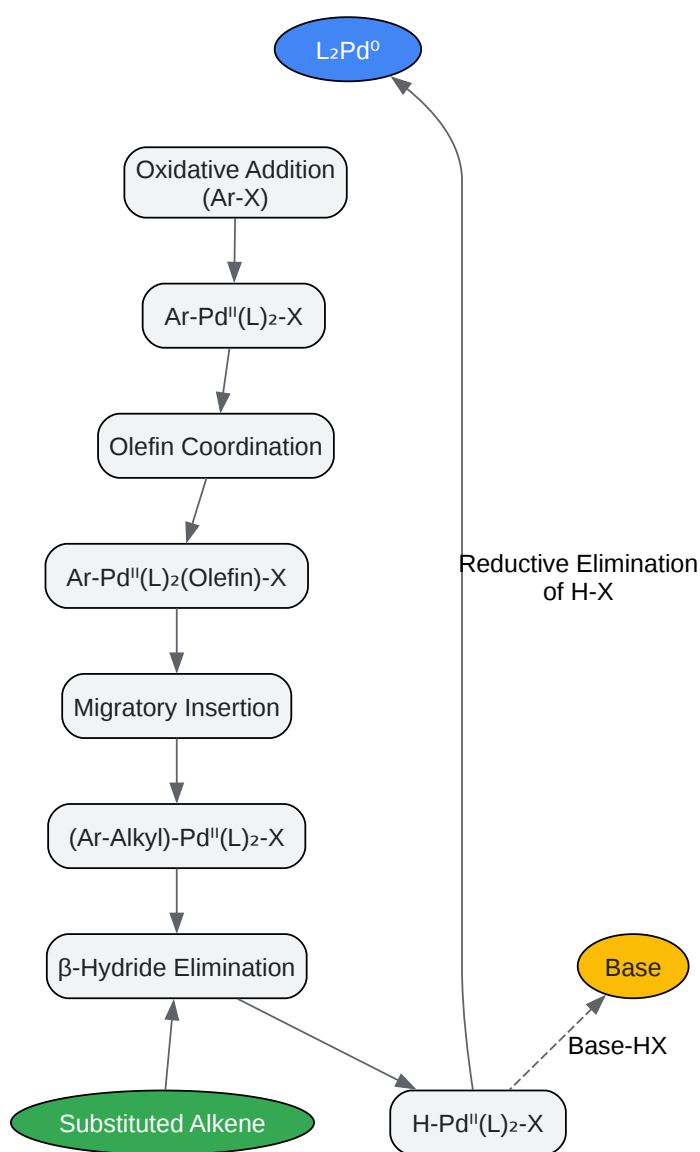 L₂Pd⁰
Oxidative Addition
(Ar-X)
Ar-Pdᴵᴵ(L)₂-X
Olefin Coordination
Ar-Pdᴵᴵ(L)₂(Olefin)-X
Reductive Elimination
of H-X
Migratory Insertion
(Ar-Alkyl)-Pdᴵᴵ(L)₂-X
β-Hydride Elimination
Base
Base-HX
Substituted Alkene
H-Pdᴵᴵ(L)₂-X